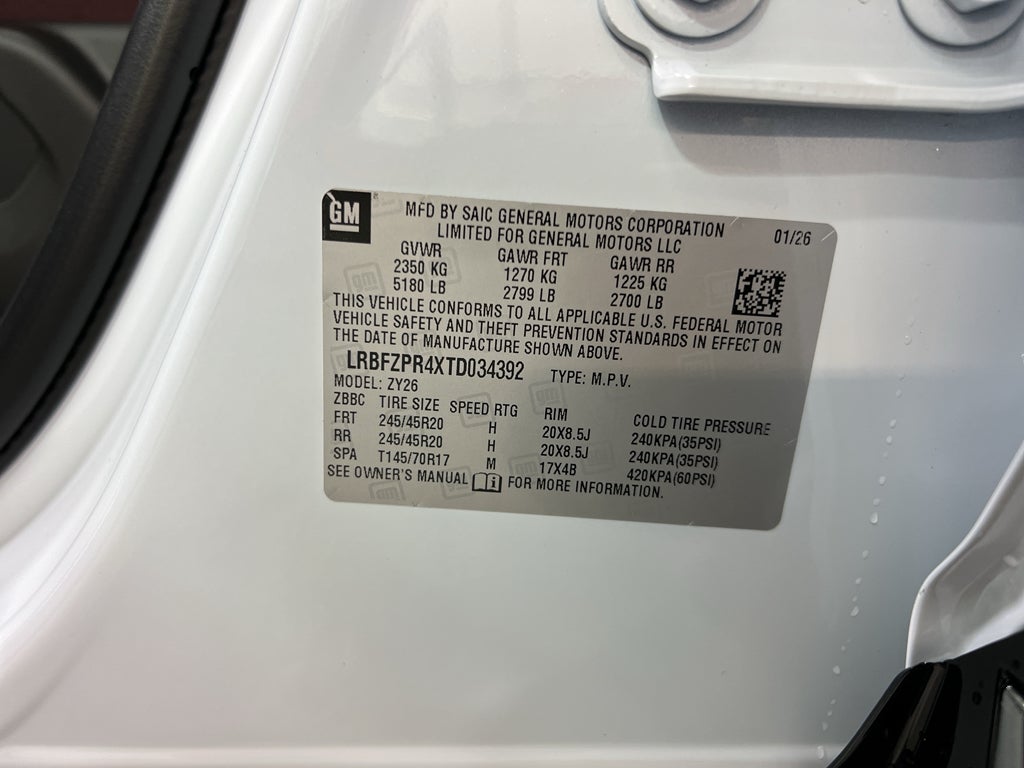 GM
MFD BY SAIC GENERAL MOTORS CORPORATION
LIMITED FOR GENERAL MOTORS LLC
01/26
GVWR GAWR FRT GAWR RR
2350 KG 1270 KG 1225 KG
5180 LB 2799 LB 2700 LB
THIS VEHICLE CONFORMS TO ALL APPLICABLE U.S. FEDERAL MOTOR
VEHICLE SAFETY AND THEFT PREVENTION STANDARDS IN EFFECT ON
THE DATE OF MANUFACTURE SHOWN ABOVE.
LRBFZPR4XTD034392 TYPE: M.P.V.
MODEL: ZY26
ZBBC TIRE SIZE SPEED RTG RIM COLD TIRE PRESSURE
FRT 245/45R20 H 20X8.5J 240KPA(35PSI)
RR 245/45R20 H 20X8.5J 240KPA(35PSI)
SPA T145/70R17 M 17X4B 420KPA(60PSI)
SEE OWNER'S MANUAL FOR MORE INFORMATION.